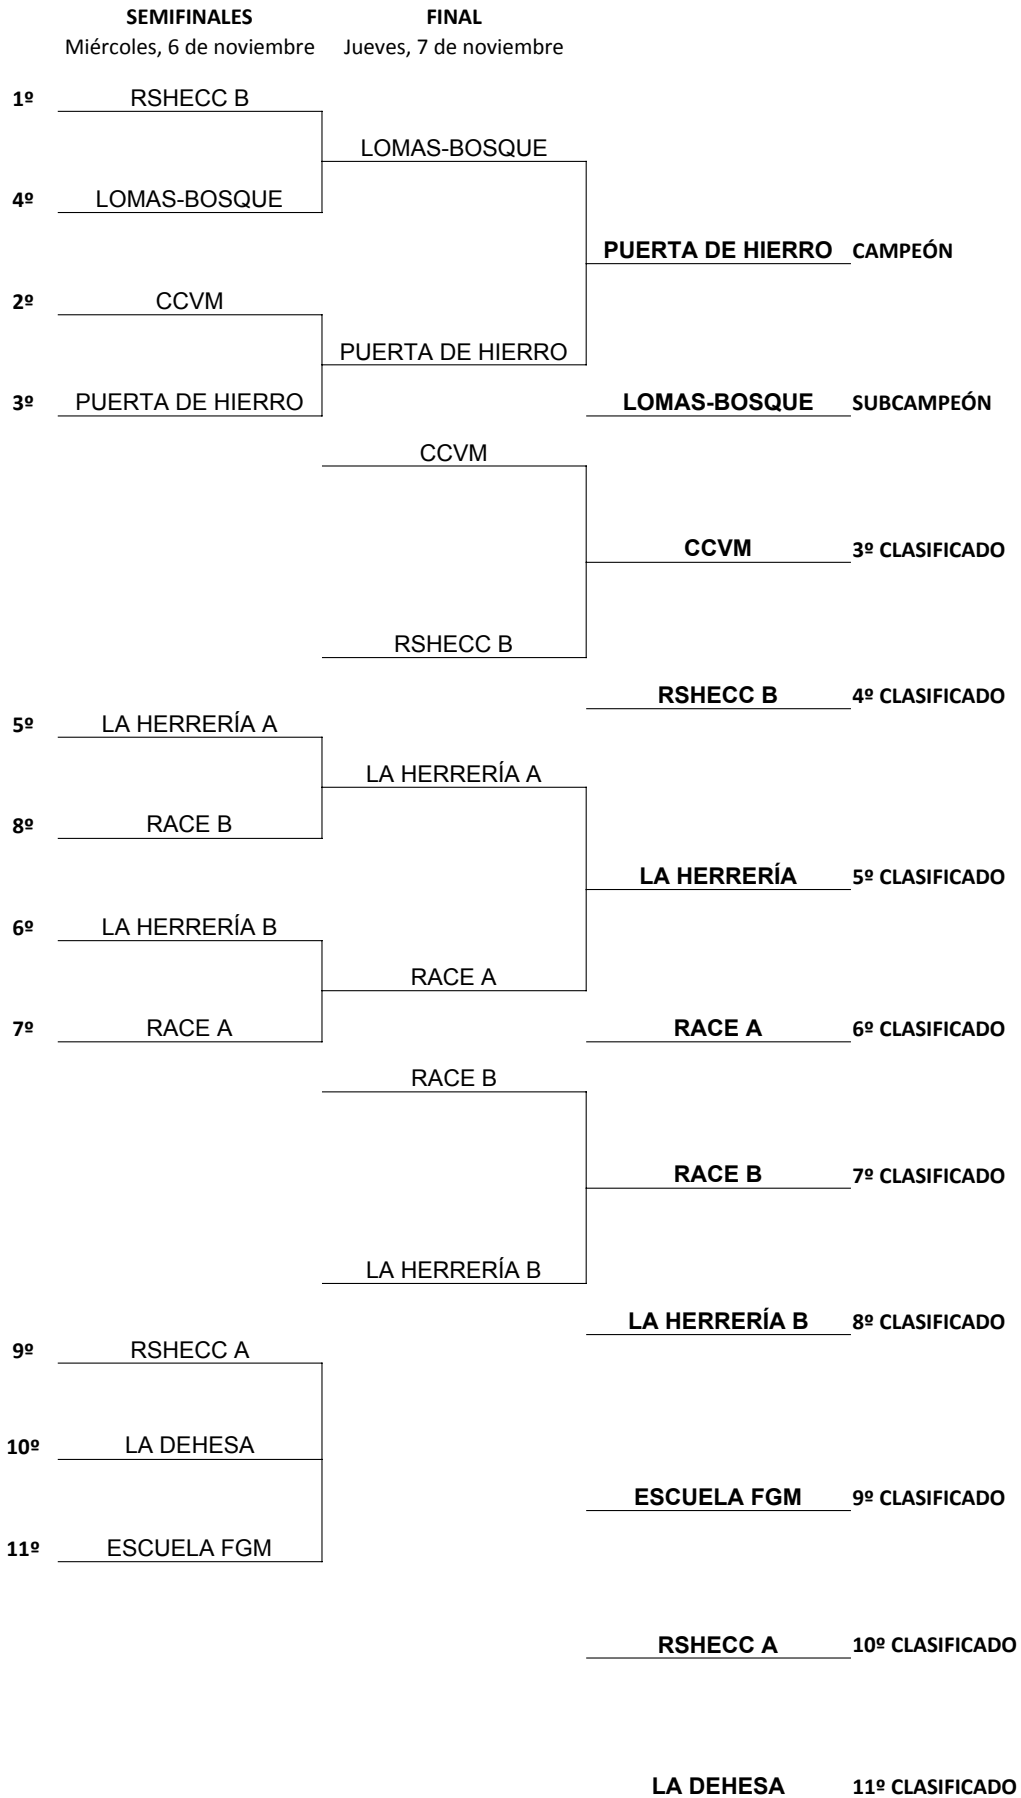 SEMIFINALES FINAL
Miércoles, 6 de noviembre Jueves, 7 de noviembre
1º RSHECC B
LOMAS-BOSQUE
4º LOMAS-BOSQUE
PUERTA DE HIERRO CAMPEÓN
2º CCVM
PUERTA DE HIERRO
3º PUERTA DE HIERRO LOMAS-BOSQUE SUBCAMPEÓN
CCVM
CCVM 3º CLASIFICADO
RSHECC B
RSHECC B 4º CLASIFICADO
5º LA HERRERÍA A
LA HERRERÍA A
8º RACE B
LA HERRERÍA 5º CLASIFICADO
6º LA HERRERÍA B
RACE A
7º RACE A RACE A 6º CLASIFICADO
RACE B
RACE B 7º CLASIFICADO
LA HERRERÍA B
LA HERRERÍA B 8º CLASIFICADO
9º RSHECC A
10º LA DEHESA
ESCUELA FGM 9º CLASIFICADO
11º ESCUELA FGM
RSHECC A 10º CLASIFICADO
LA DEHESA 11º CLASIFICADO